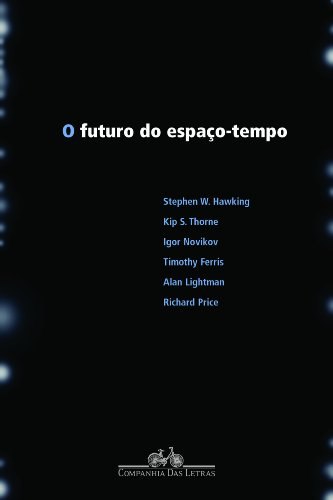 O futuro do espaço-tempo
Stephen W. Hawking
Kip S. Thorne
Igor Novikov
Timothy Ferris
Alan Lightman
Richard Price
COMPANHIA DAS LETRAS